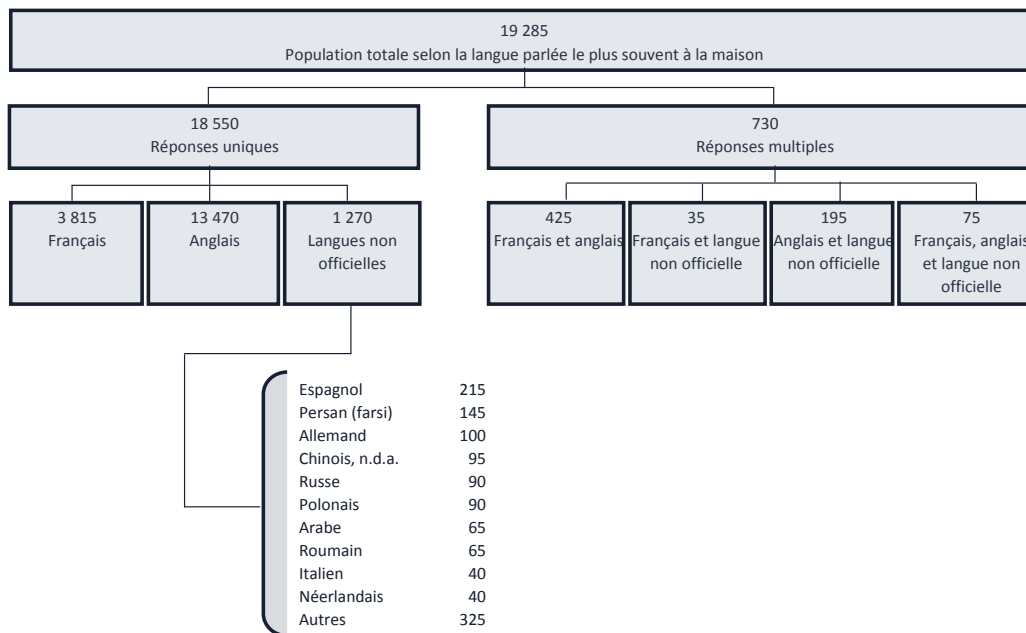 19 285
Population totale selon la langue parlée le plus souvent à la maison
18 550
Réponses uniques
730
Réponses multiples
3 815
Français
13 470
Anglais
1 270
Langues non
officielles
425
Français et anglais
35
Français et langue
non officielle
195
Anglais et langue
non officielle
75
Français, anglais
et langue non
officielle
Espagnol 215
Persan (farsi) 145
Allemand 100
Chinois, n.d.a. 95
Russe 90
Polonais 90
Arabe 65
Roumain 65
Italien 40
Néerlandais 40
Autres 325